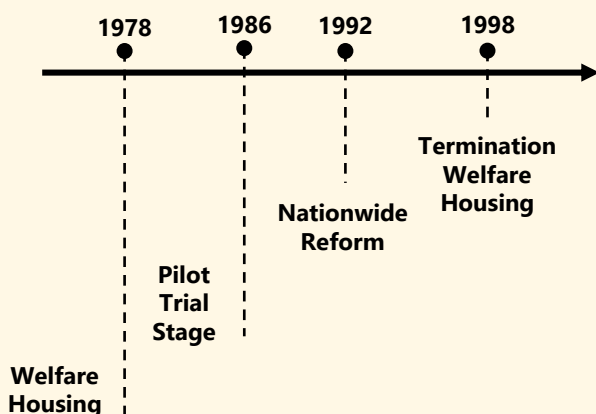 1978
1986
1992
1998
Termination
Welfare
Housing
Nationwide
Reform
Pilot
Trial
Stage
Welfare
Housing